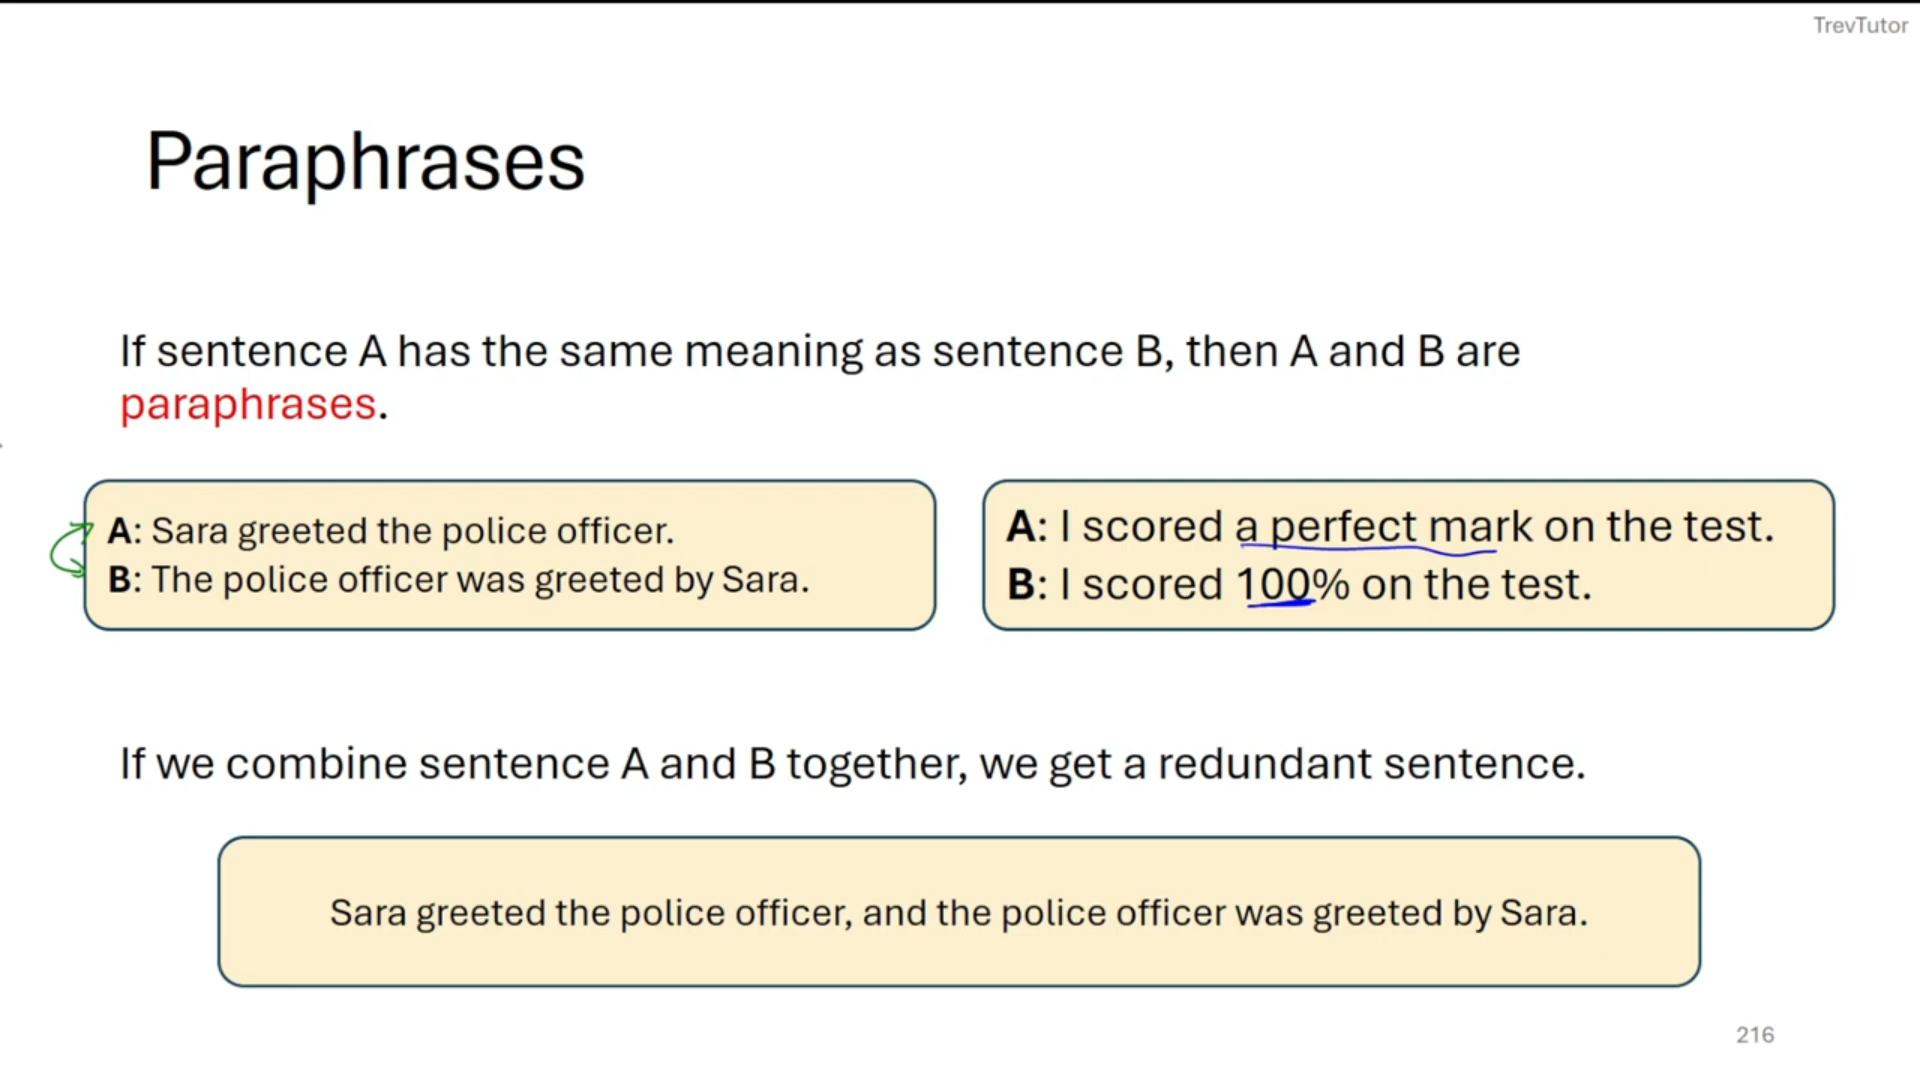 TrevTutor
Paraphrases
If sentence A has the same meaning as sentence B, then A and B are
paraphrases.
A: Sara greeted the police officer.
B: The police officer was greeted by Sara.
A: I scored a perfect mark on the test.
B: I scored 100% on the test.
If we combine sentence A and B together, we get a redundant sentence.
Sara greeted the police officer, and the police officer was greeted by Sara.
216